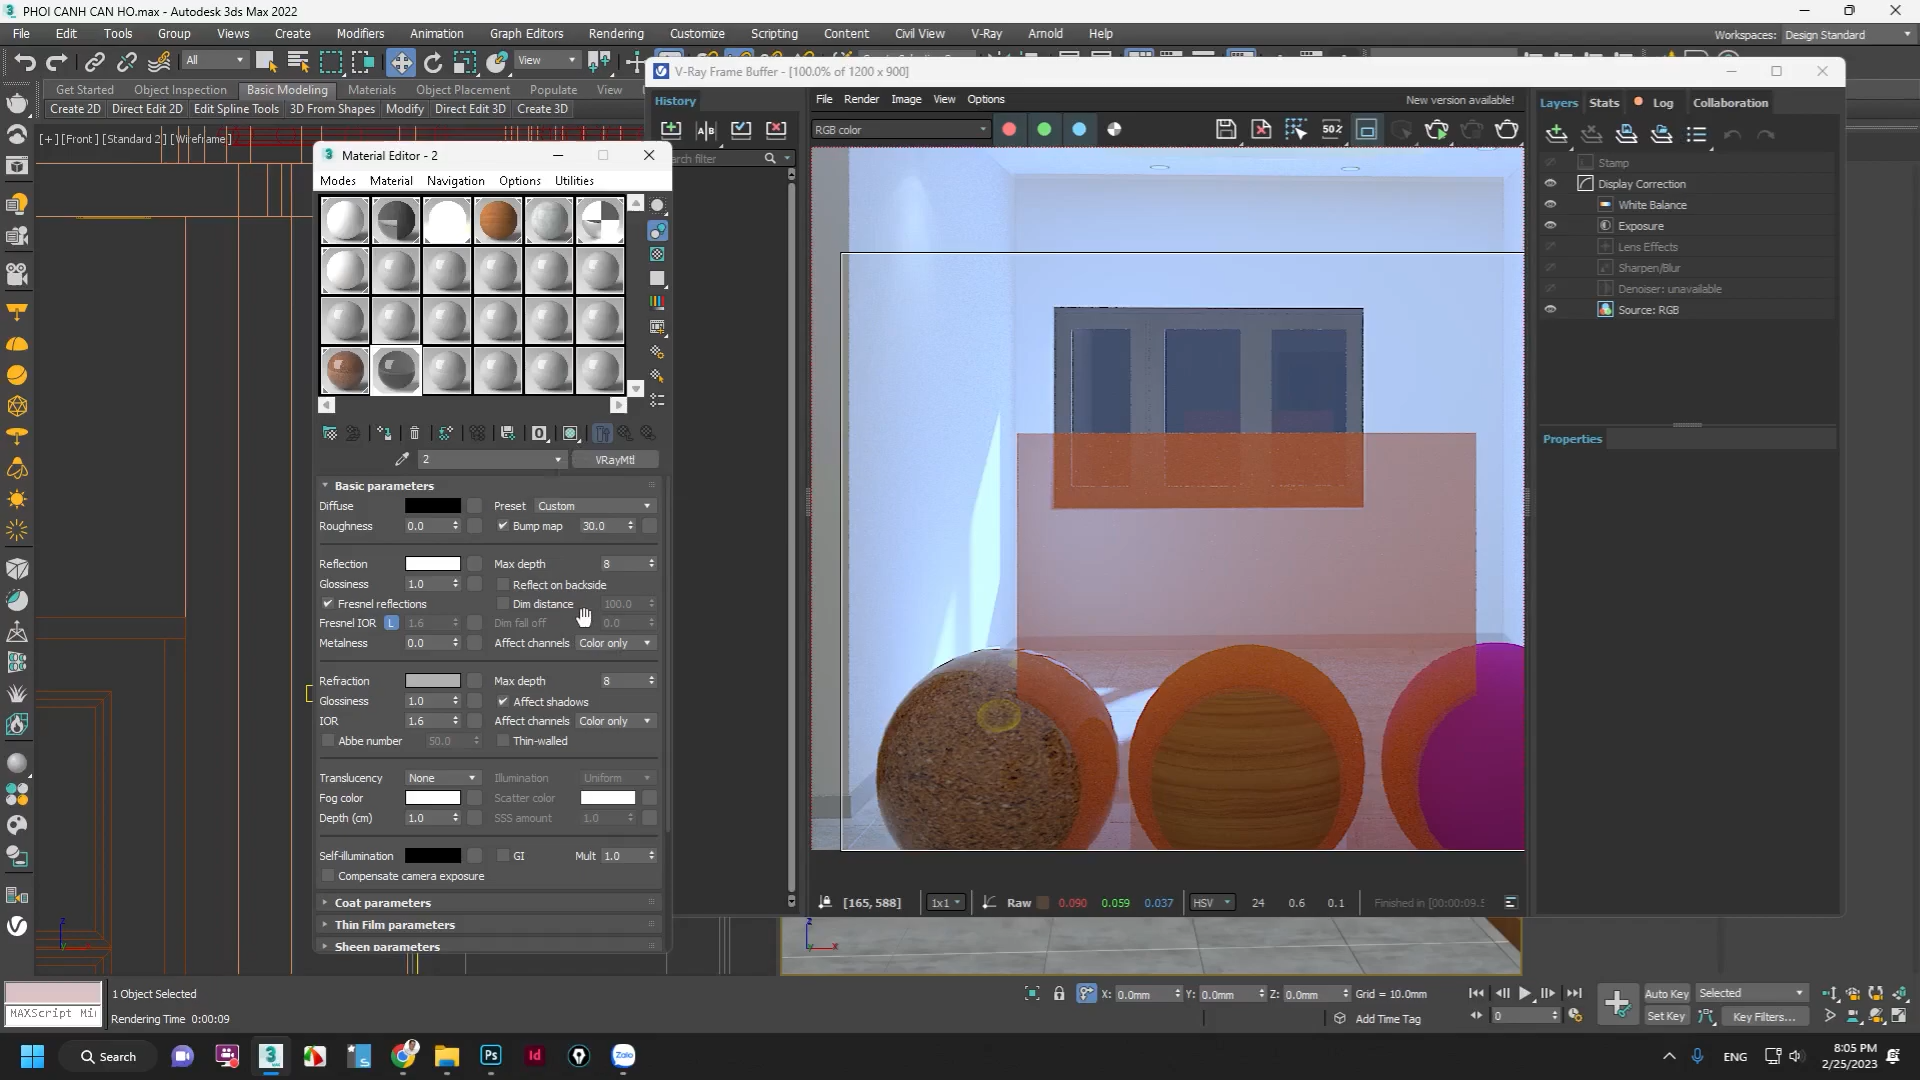 PHOI CANH CAN HO.max - Autodesk 3ds Max 2022
File Edit Tools Group Views Create Modifiers Animation Graph Editors Rendering Customize Scripting Content Civil View V-Ray Arnold Help
Workspaces: Design Standard
All View
Get Started Object Inspection Basic Modeling Materials Object Placement Populate View
Create 2D Direct Edit 2D Edit Spline Tools 3D From Shapes Modify Direct Edit 3D Create 3D
[+] [Front] [Standard 2] [Wireframe]
Material Editor - 2
Modes Material Navigation Options Utilities
2 VRayMtl
Basic parameters
Diffuse Preset Custom
Roughness 0.0 Bump map 30.0
Reflection Max depth 8
Glossiness 1.0 Reflect on backside
Fresnel reflections Dim distance 100.0
Fresnel IOR L 1.6 Dim fall off 0.0
Metalness 0.0 Affect channels Color only
Refraction Max depth 8
Glossiness 1.0 Affect shadows
IOR 1.6 Affect channels Color only
Abbe number 50.0 Thin-walled
Translucency None Illumination Uniform
Fog color Scatter color
Depth (cm) 1.0 SSS amount 1.0
Self-illumination GI Mult 1.0
Compensate camera exposure
Coat parameters
Thin Film parameters
Sheen parameters
V-Ray Frame Buffer - [100.0% of 1200 x 900]
History
File Render Image View Options New version available!
RGB color
Layers Stats Log Collaboration
Stamp
Display Correction
White Balance
Exposure
Lens Effects
Sharpen/Blur
Denoiser: unavailable
Source: RGB
Properties
[165, 588] 1x1 Raw 0.090 0.059 0.037 HSV 24 0.6 0.1 Finished in [00:00:09.5
1 Object Selected
MAXScript Mi
Rendering Time 0:00:09
X: 0.0mm Y: 0.0mm Z: 0.0mm Grid = 10.0mm
Add Time Tag
0
Auto Key Selected
Set Key Key Filters...
Search
ENG
8:05 PM
2/25/2023